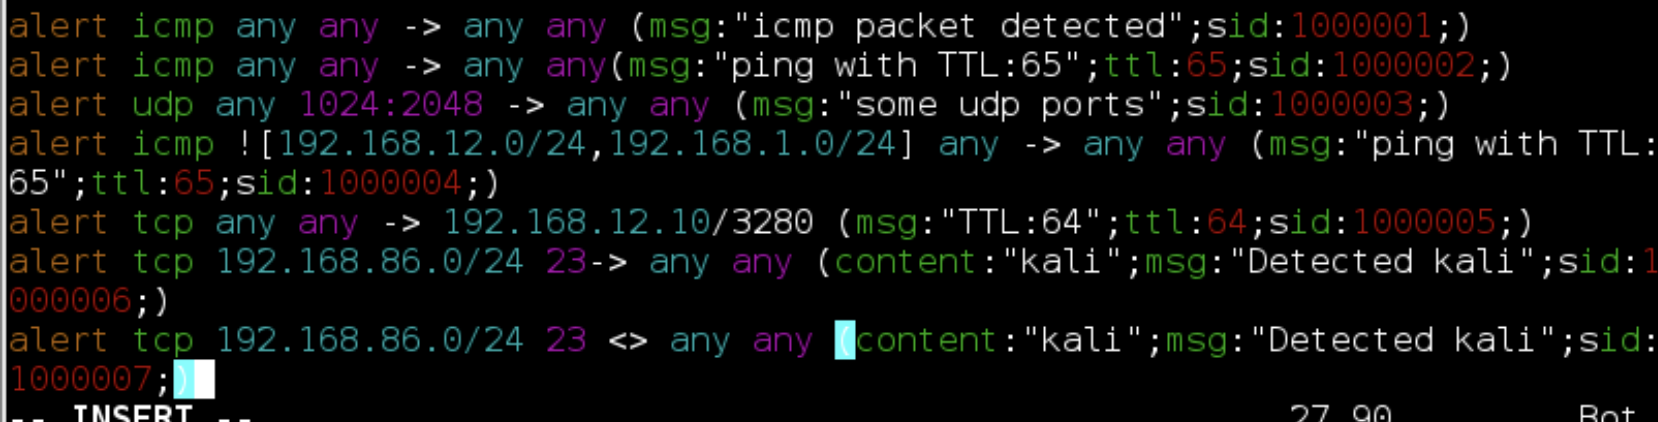 alert icmp any any -> any any (msg:"icmp packet detected";sid:1000001;)
alert icmp any any -> any any(msg:"ping with TTL:65";ttl:65;sid:1000002;)
alert udp any 1024:2048 -> any any (msg:"some udp ports";sid:1000003;)
alert icmp ![192.168.12.0/24,192.168.1.0/24] any -> any any (msg:"ping with TTL:
65";ttl:65;sid:1000004;)
alert tcp any any -> 192.168.12.10/3280 (msg:"TTL:64";ttl:64;sid:1000005;)
alert tcp 192.168.86.0/24 23-> any any (content:"kali";msg:"Detected kali";sid:1
000006;)
alert tcp 192.168.86.0/24 23 <> any any (content:"kali";msg:"Detected kali";sid:
1000007;)
-- INSERT -- 27,90 Bot